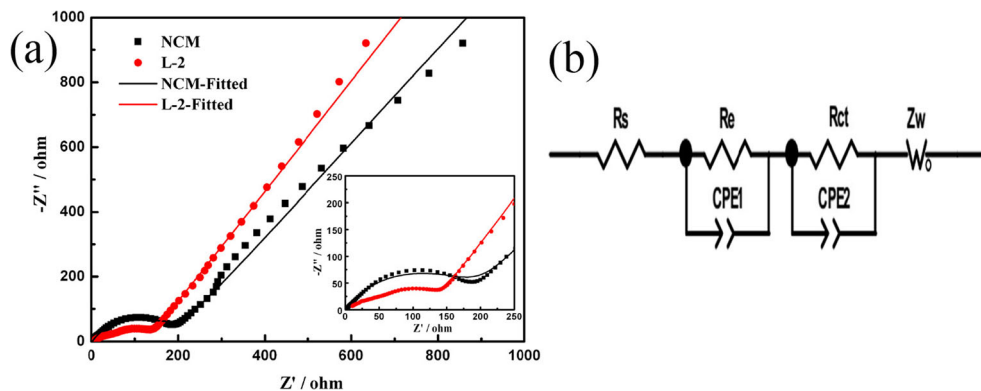 (a)
NCM
L-2
NCM-Fitted
L-2-Fitted
-Z'' / ohm
1000
800
600
400
200
0
0 200 400 600 800 1000
Z' / ohm
-Z'' / ohm
250
200
150
100
50
0
0 50 100 150 200 250
Z' / ohm
(b)
Rs Re Rct Zw
CPE1 CPE2